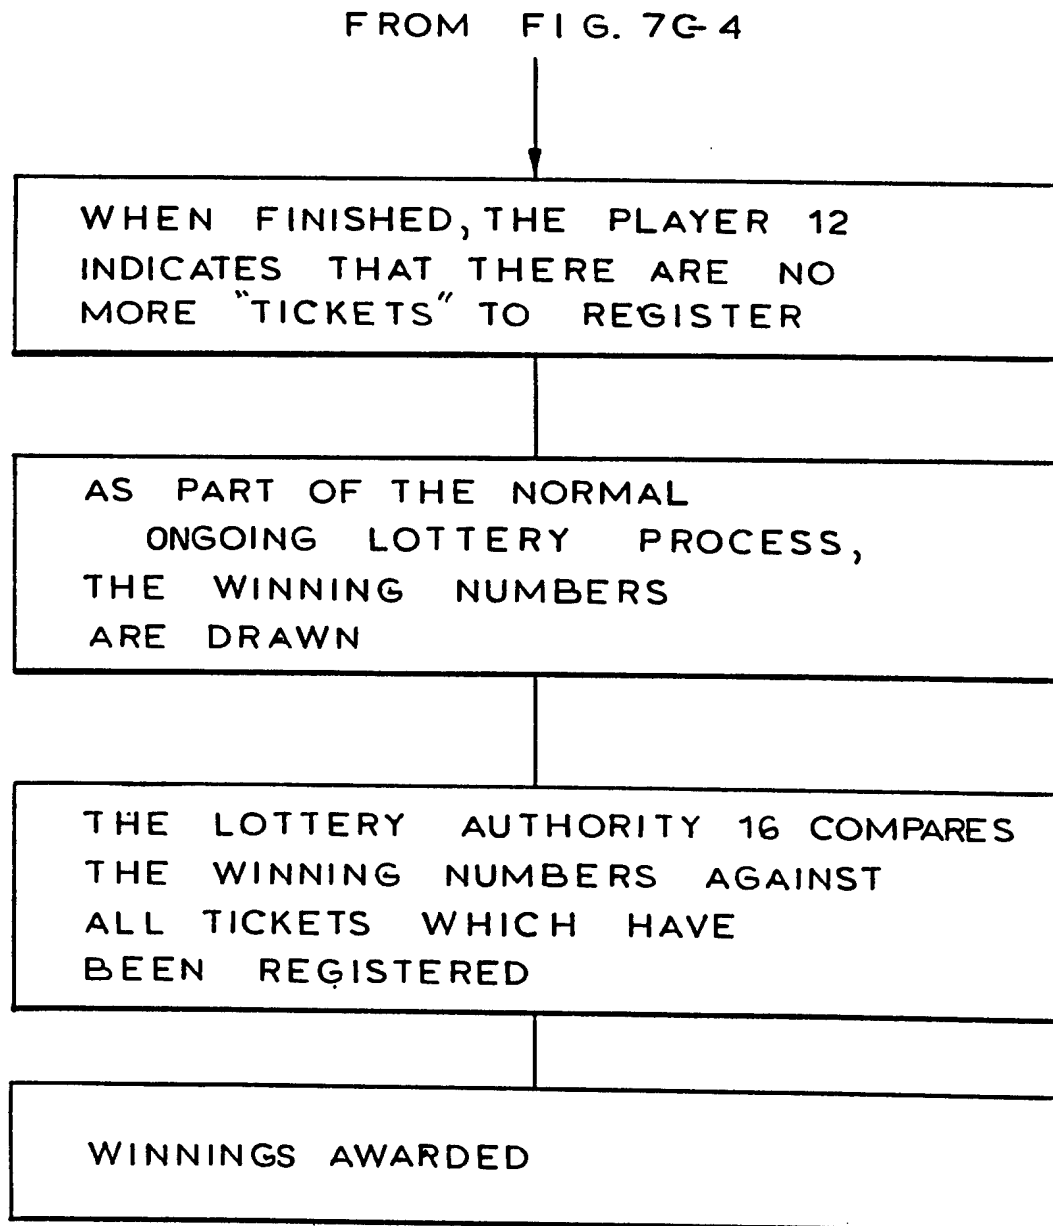 FROM FIG. 7C-4
WHEN FINISHED, THE PLAYER 12
INDICATES THAT THERE ARE NO
MORE "TICKETS" TO REGISTER
AS PART OF THE NORMAL
ONGOING LOTTERY PROCESS,
THE WINNING NUMBERS
ARE DRAWN
THE LOTTERY AUTHORITY 16 COMPARES
THE WINNING NUMBERS AGAINST
ALL TICKETS WHICH HAVE
BEEN REGISTERED
WINNINGS AWARDED